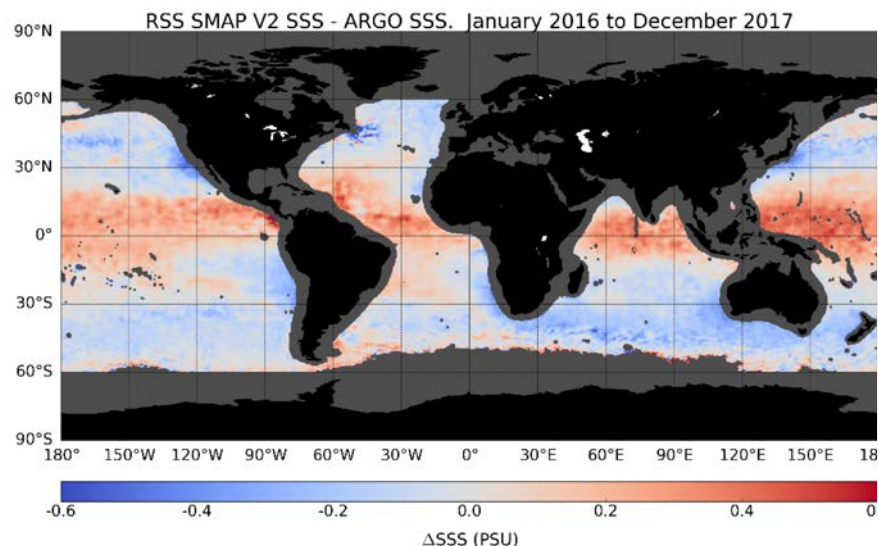 RSS SMAP V2 SSS - ARGO SSS.  January 2016 to December 2017
90°N
60°N
30°N
0°
30°S
60°S
90°S
180° 150°W 120°W 90°W 60°W 30°W 0° 30°E 60°E 90°E 120°E 150°E 18
-0.6 -0.4 -0.2 0.0 0.2 0.4 0
ΔSSS (PSU)